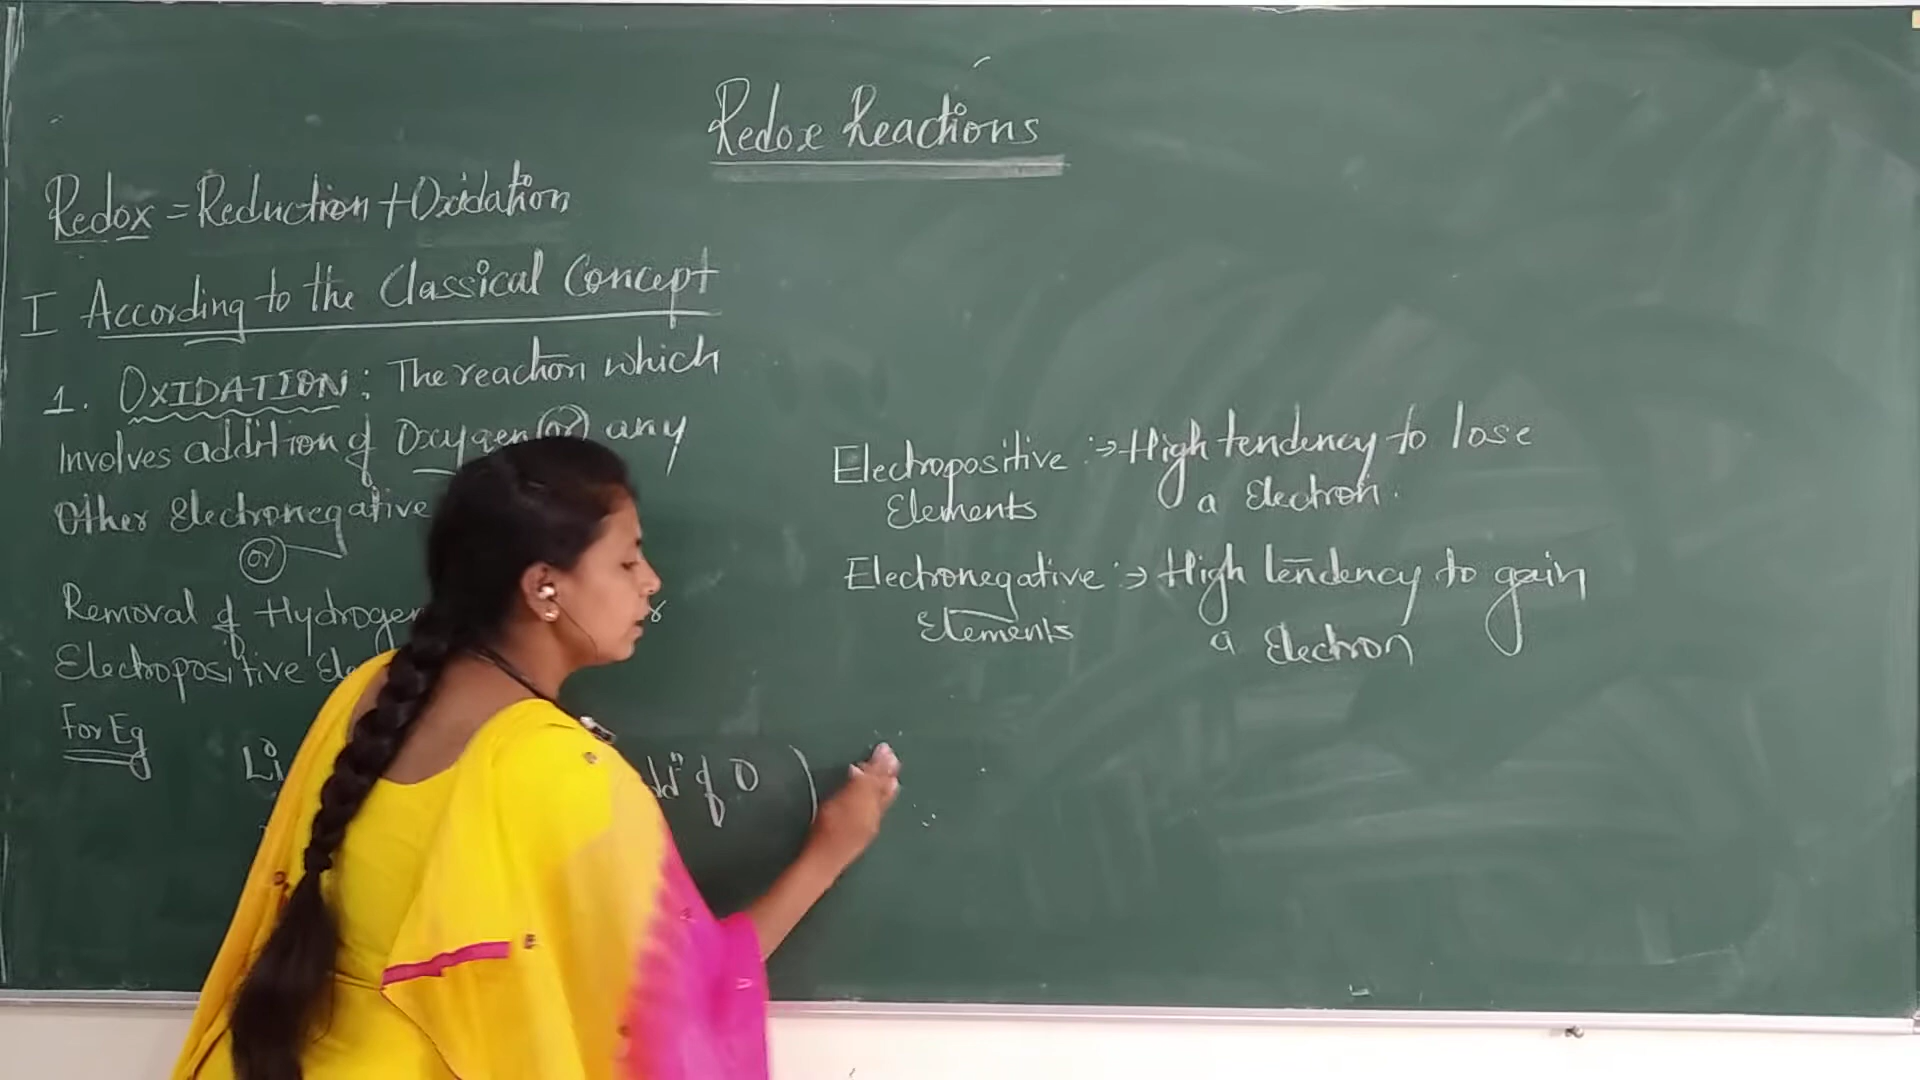 Redox Reactions
Redox = Reduction + Oxidation
I According to the Classical Concept
1. OXIDATION : The reaction which
Involves addition of Oxygen (or) any
Other Electronegative
(or)
Removal of Hydrogen
Electropositive
For Eg
Li
of O )
Electropositive :→ High tendency to lose
Elements a Electron.
Electronegative :→ High tendency to gain
Elements a Electron